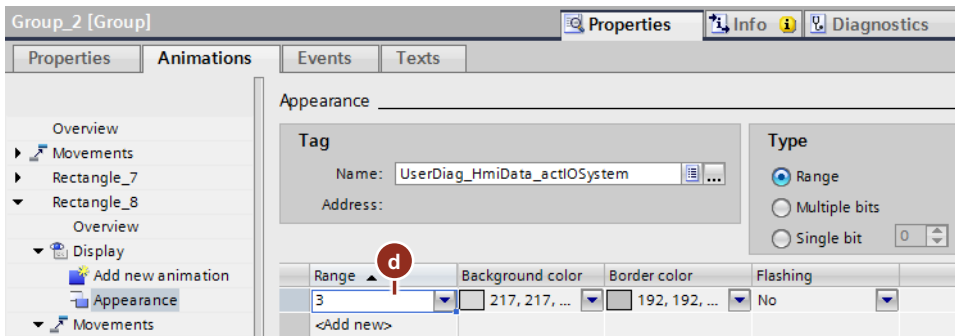 Group_2 [Group]
Properties Info Diagnostics
Properties Animations Events Texts
Appearance
Overview
Movements
Rectangle_7
Rectangle_8
Overview
Display
Add new animation
Appearance
Movements
Tag
Name: UserDiag_HmiData_actIOSystem ...
Address:
Type
Range
Multiple bits
Single bit 0
d
Range Background color Border color Flashing
3 217, 217, ... 192, 192, ... No
<Add new>